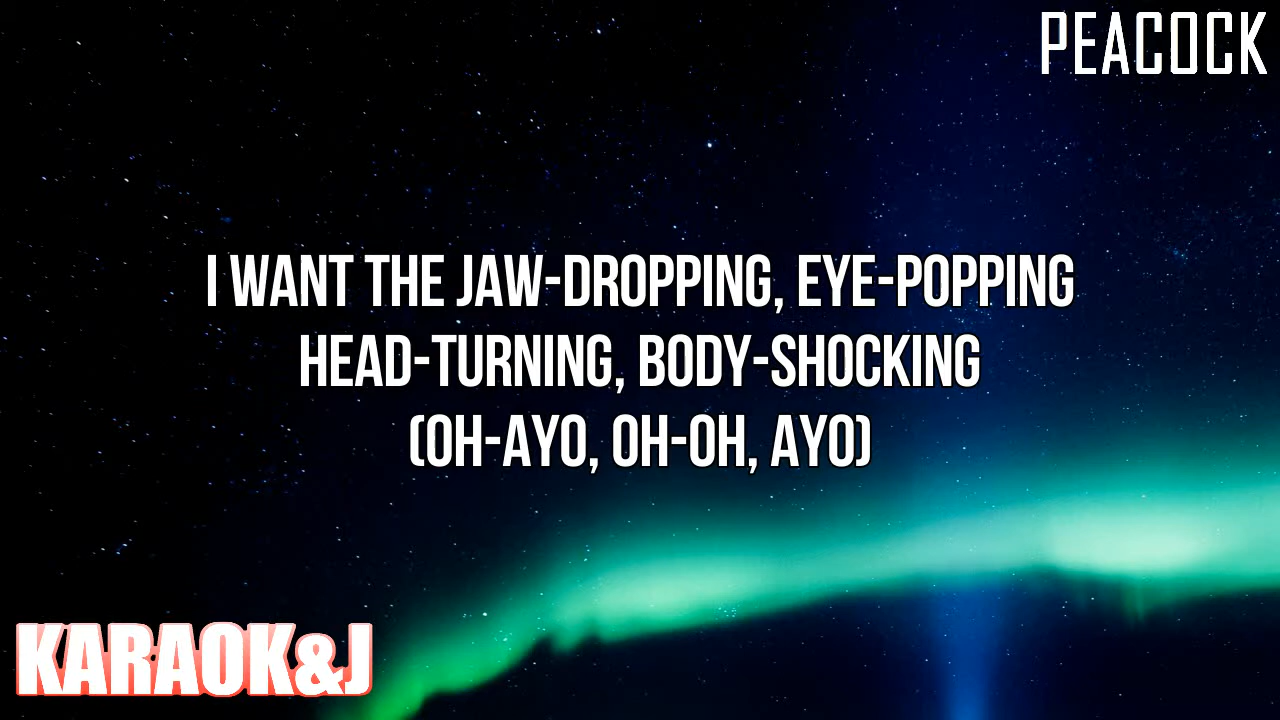 PEACOCK
I WANT THE JAW-DROPPING, EYE-POPPING
HEAD-TURNING, BODY-SHOCKING
(OH-AYO, OH-OH, AYO)
KARAOK&J